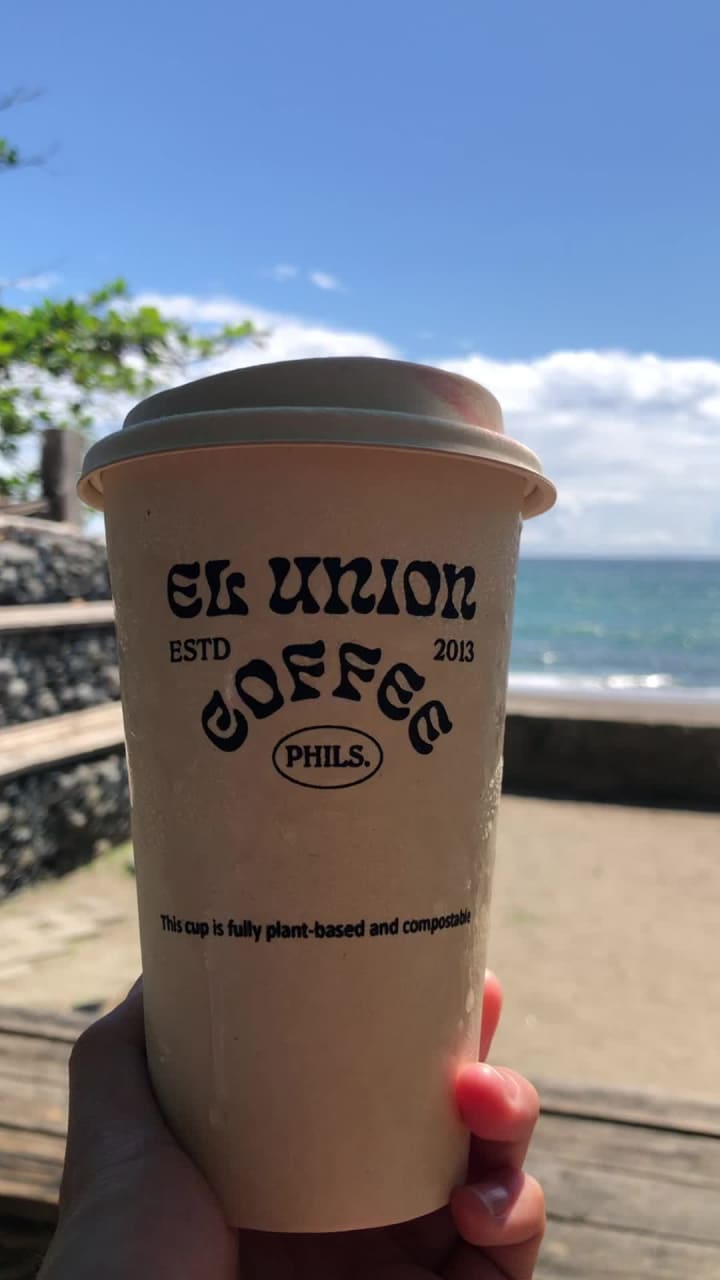 EL UNION
ESTD 2013
COFFEE
PHILS.
This cup is fully plant-based and compostable